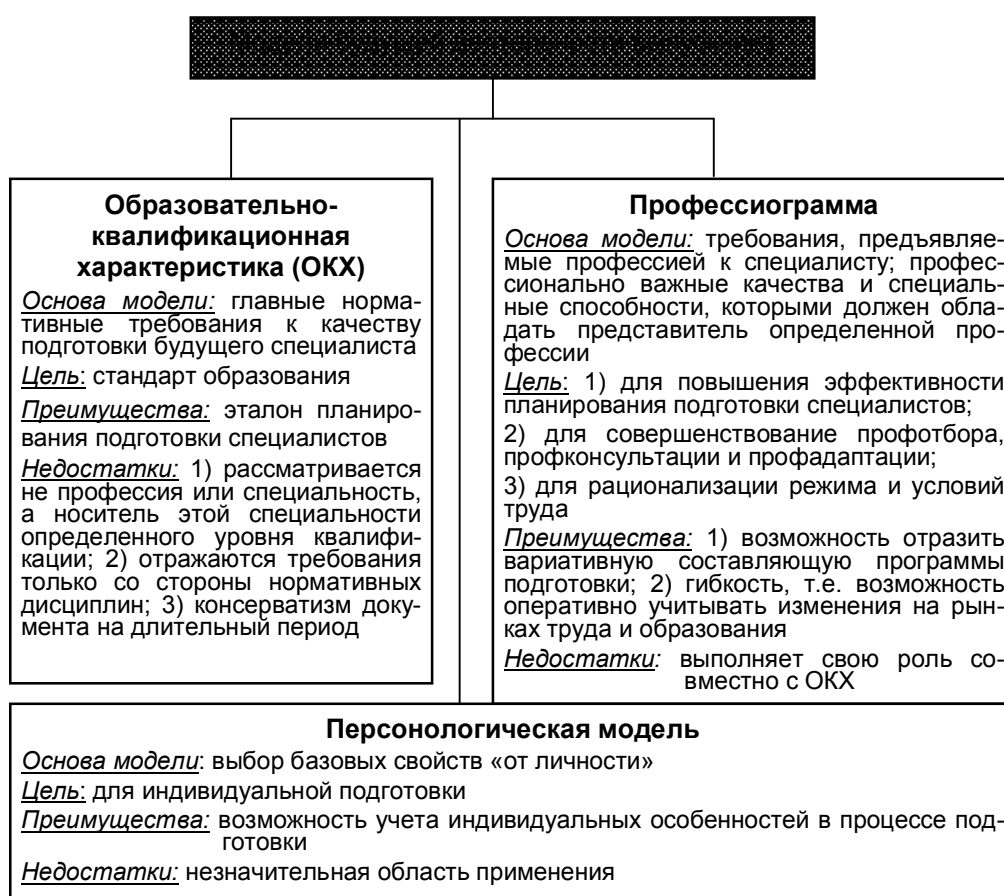 Образовательно-
квалификационная
характеристика (ОКХ)
Основа модели: главные норма-
тивные требования к качеству
подготовки будущего специалиста
Цель: стандарт образования
Преимущества: эталон планиро-
вания подготовки специалистов
Недостатки: 1) рассматривается
не профессия или специальность,
а носитель этой специальности
определенного уровня квалифи-
кации; 2) отражаются требования
только со стороны нормативных
дисциплин; 3) консерватизм доку-
мента на длительный период
Профессиограмма
Основа модели: требования, предъявляе-
мые профессией к специалисту; профес-
сионально важные качества и специаль-
ные способности, которыми должен обла-
дать представитель определенной про-
фессии
Цель: 1) для повышения эффективности
планирования подготовки специалистов;
2) для совершенствование профотбора,
профконсультации и профадаптации;
3) для рационализации режима и условий
труда
Преимущества: 1) возможность отразить
вариативную составляющую программы
подготовки; 2) гибкость, т.е. возможность
оперативно учитывать изменения на рын-
ках труда и образования
Недостатки: выполняет свою роль со-
вместно с ОКХ
Персонологическая модель
Основа модели: выбор базовых свойств «от личности»
Цель: для индивидуальной подготовки
Преимущества: возможность учета индивидуальных особенностей в процессе под-
готовки
Недостатки: незначительная область применения